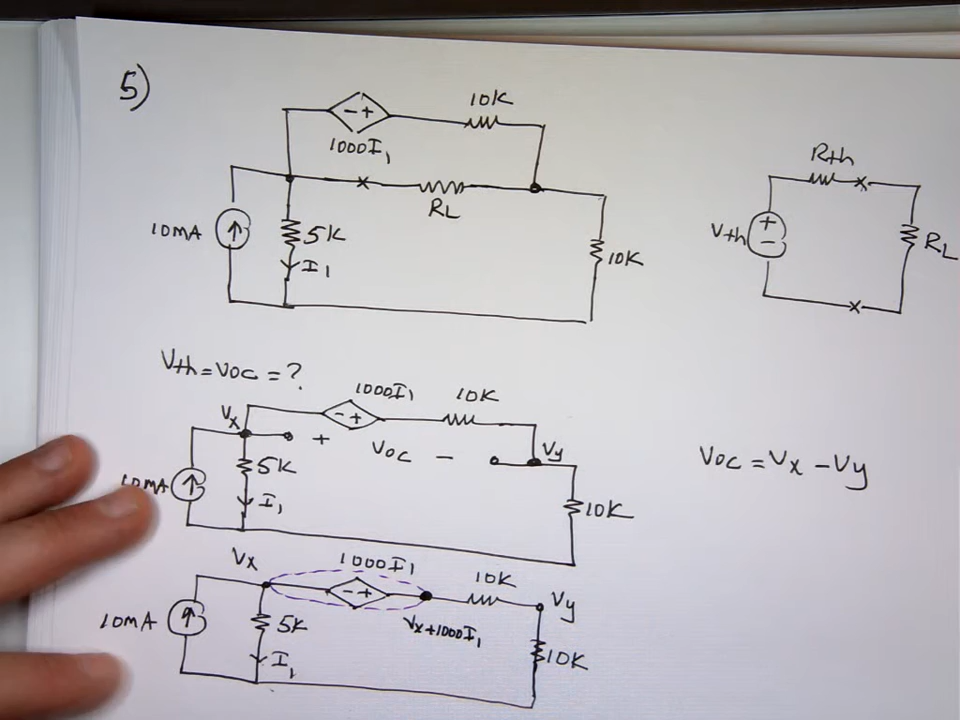 5)
10K
- +
1000I1
RL
10MA
5K
I1
10K
Rth
Vth
+
-
RL
Vth = Voc = ?
1000I1
10K
Vx
- +
+ Voc -
Vy
10MA
5K
I1
10K
Voc = Vx - Vy
Vx
1000I1
10K
- +
Vx+1000I1
Vy
10MA
5K
I1
10K